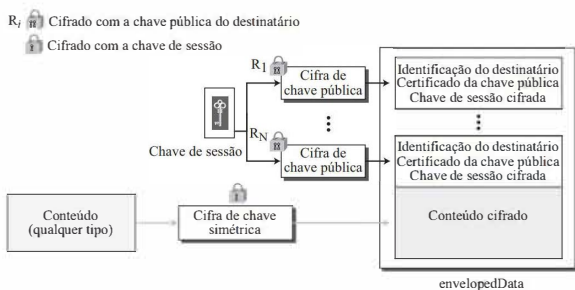 Ri Cifrado com a chave pública do destinatário
Cifrado com a chave de sessão
R1
Cifra de
chave pública
Identificação do destinatário
Certificado da chave pública
Chave de sessão cifrada
Chave de sessão
RN
Cifra de
chave pública
Identificação do destinatário
Certificado da chave pública
Chave de sessão cifrada
Conteúdo
(qualquer tipo)
Cifra de chave
simétrica
Conteúdo cifrado
envelopedData